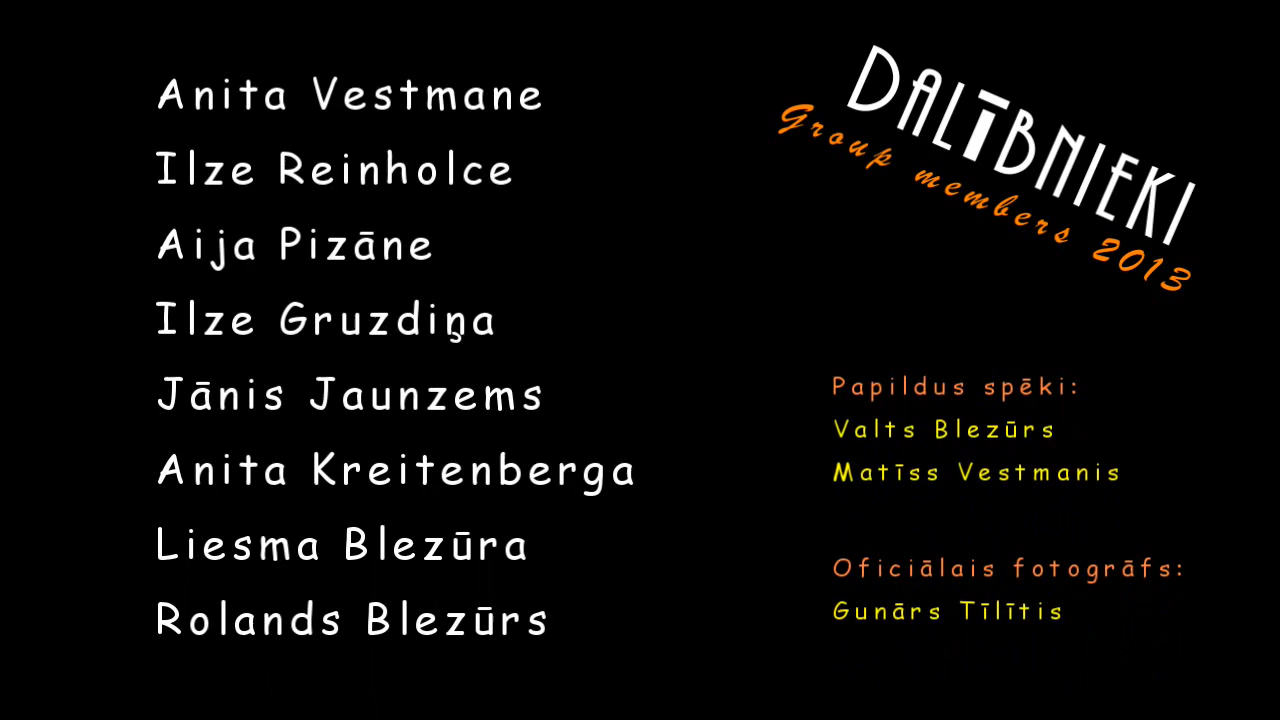 Anita Vestmane
Ilze Reinholce
Aija Pizāne
Ilze Gruzdiņa
Jānis Jaunzems
Anita Kreitenberga
Liesma Blezūra
Rolands Blezūrs
DALĪBNIEKI
Group members 2013
Papildus spēki:
Valts Blezūrs
Matīss Vestmanis
Oficiālais fotogrāfs:
Gunārs Tīlītis